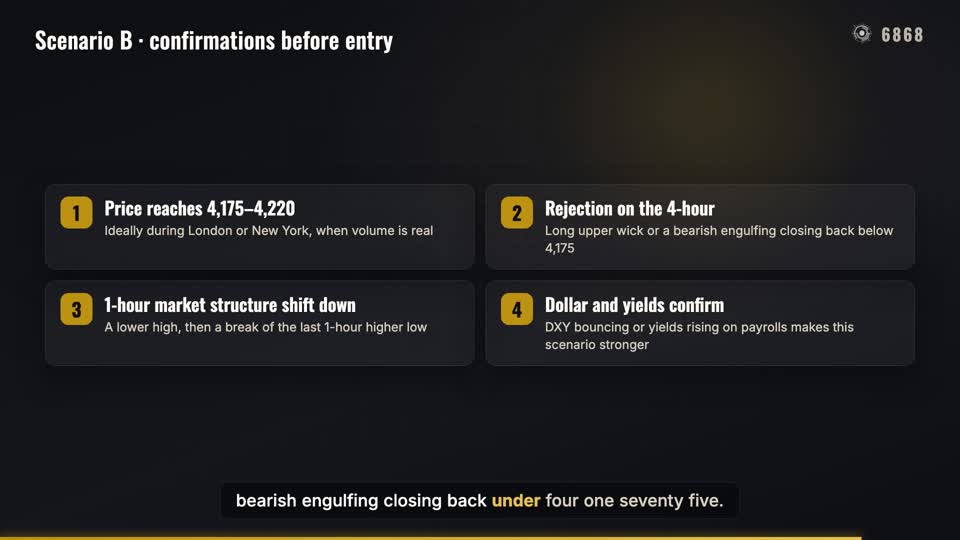 Scenario B · confirmations before entry
6868
1
Price reaches 4,175–4,220
Ideally during London or New York, when volume is real
2
Rejection on the 4-hour
Long upper wick or a bearish engulfing closing back below
4,175
3
1-hour market structure shift down
A lower high, then a break of the last 1-hour higher low
4
Dollar and yields confirm
DXY bouncing or yields rising on payrolls makes this
scenario stronger
bearish engulfing closing back under four one seventy five.